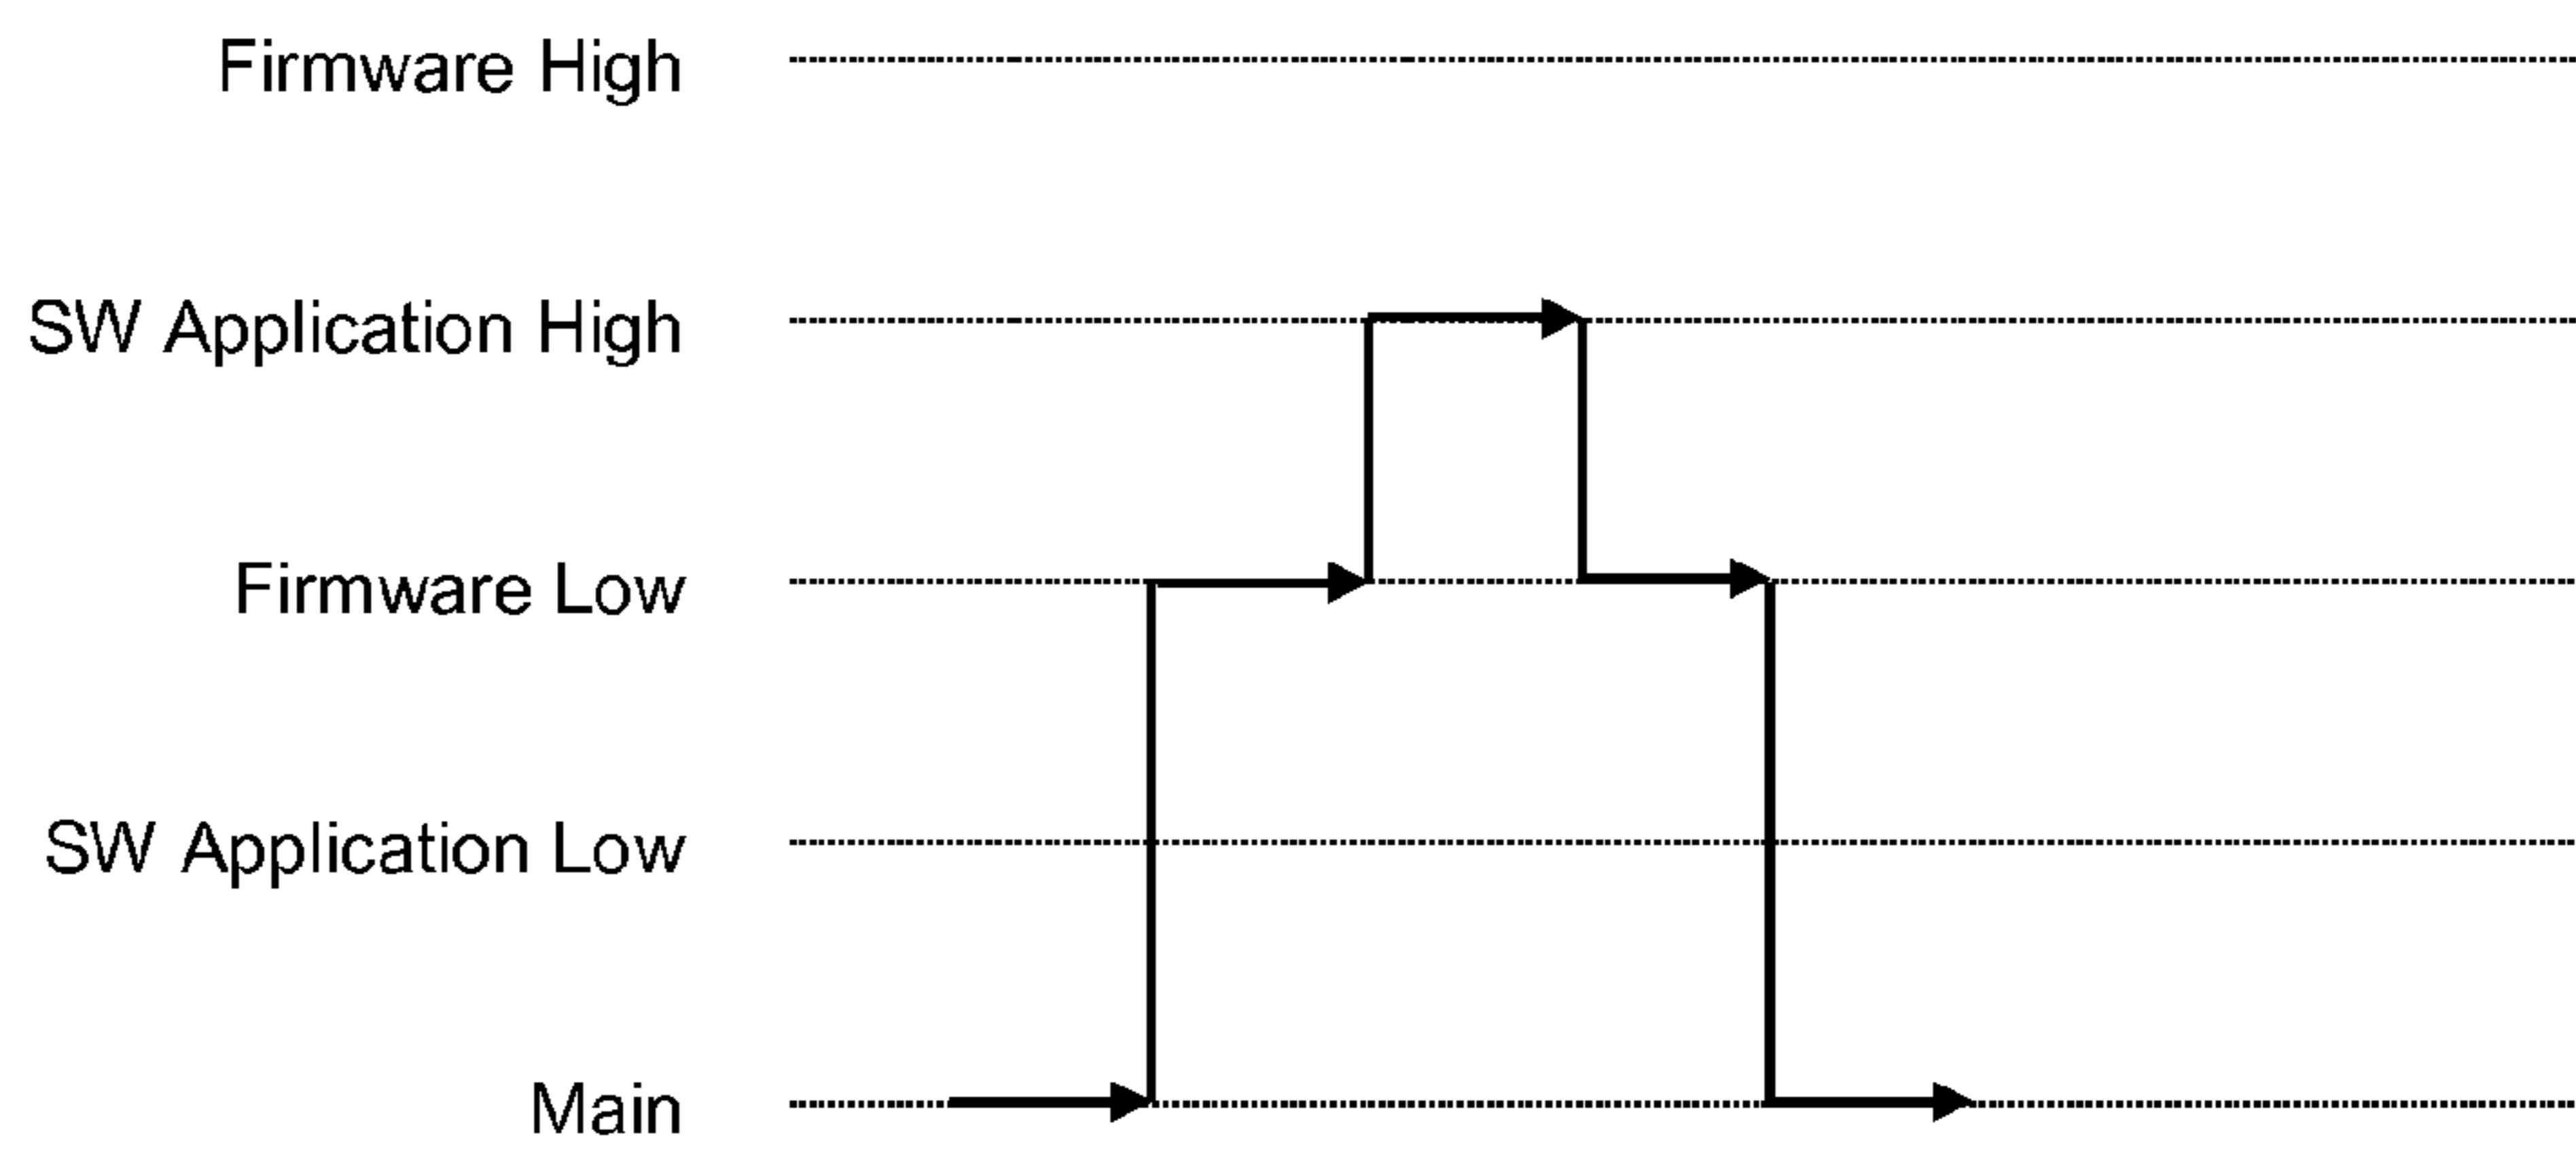 Firmware High
SW Application High
Firmware Low
SW Application Low
Main